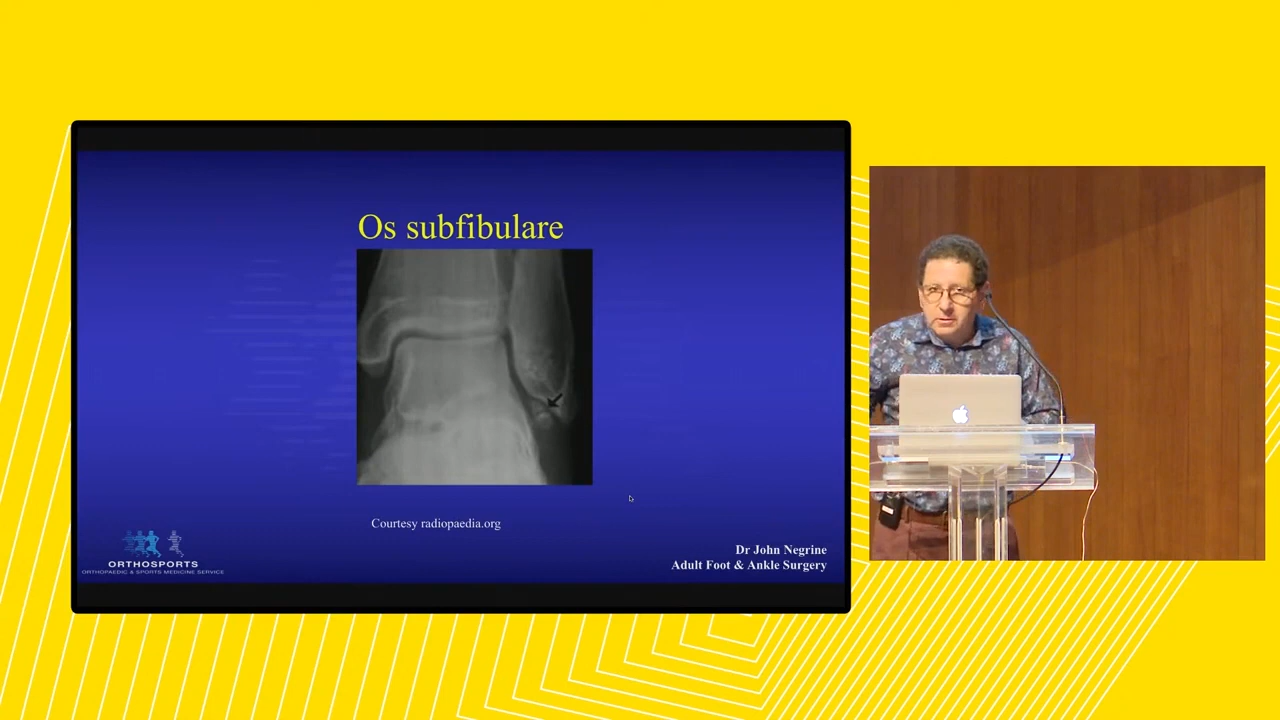 Os subfibulare
Courtesy radiopaedia.org
ORTHOSPORTS
ORTHOPAEDIC & SPORTS MEDICINE SERVICE
Dr John Negrine
Adult Foot & Ankle Surgery